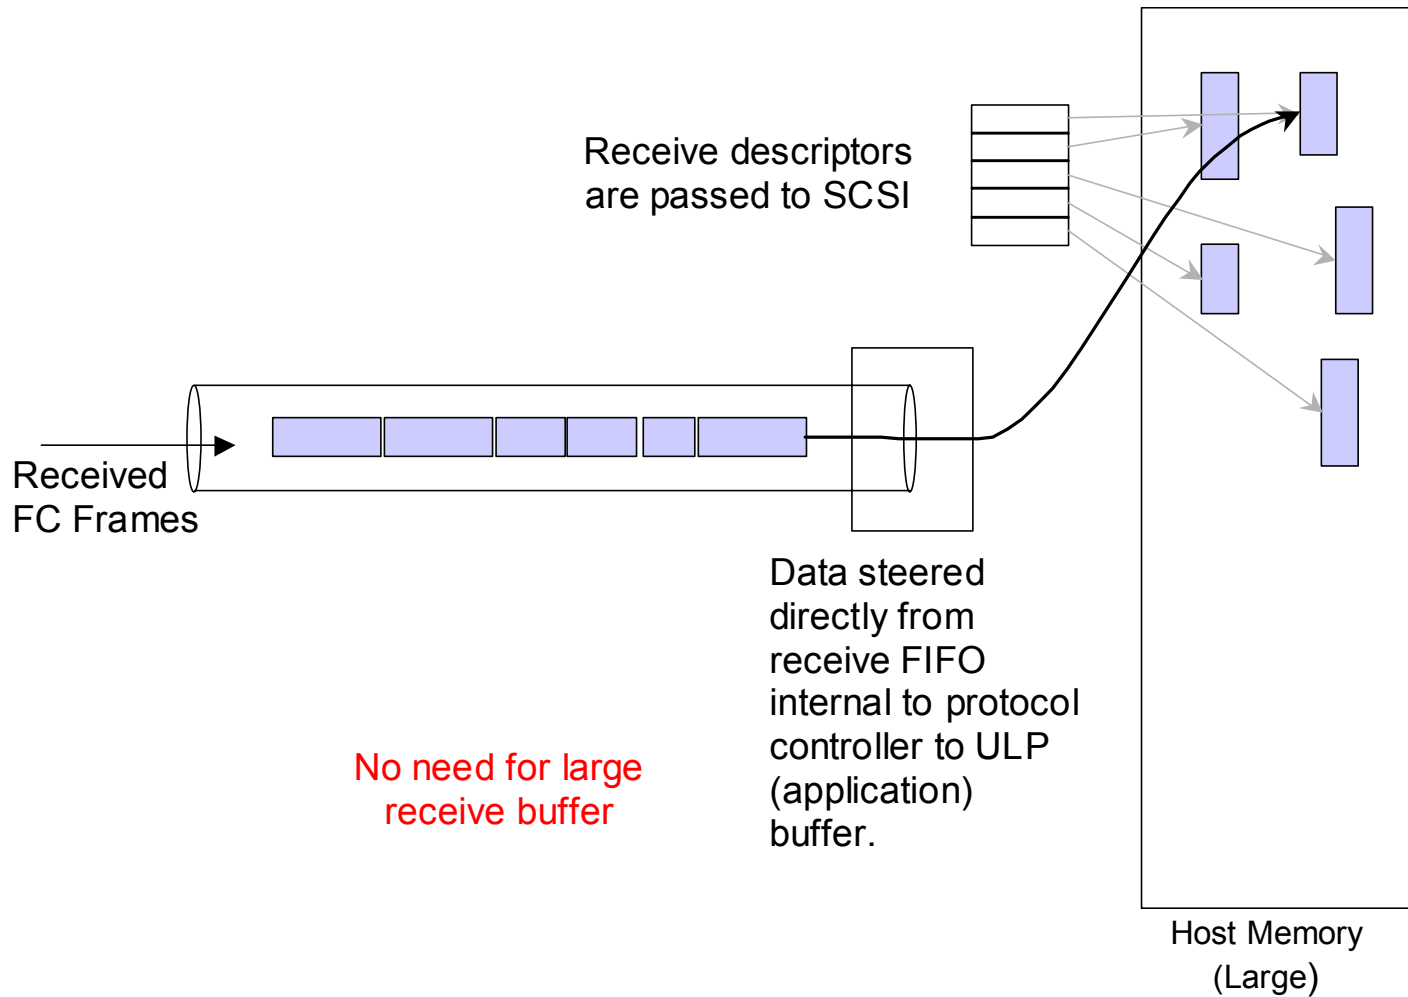 Receive descriptors
are passed to SCSI
Received
FC Frames
Data steered
directly from
receive FIFO
internal to protocol
controller to ULP
(application)
buffer.
No need for large
receive buffer
Host Memory
(Large)